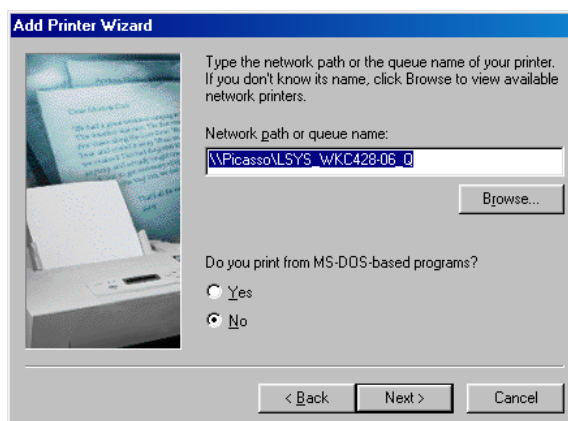 Add Printer Wizard
Type the network path or the queue name of your printer.
If you don't know its name, click Browse to view available
network printers.
Network path or queue name:
\\Picasso\LSYS_WKC428-06_Q
Browse...
Do you print from MS-DOS-based programs?
Yes
No
< Back
Next >
Cancel